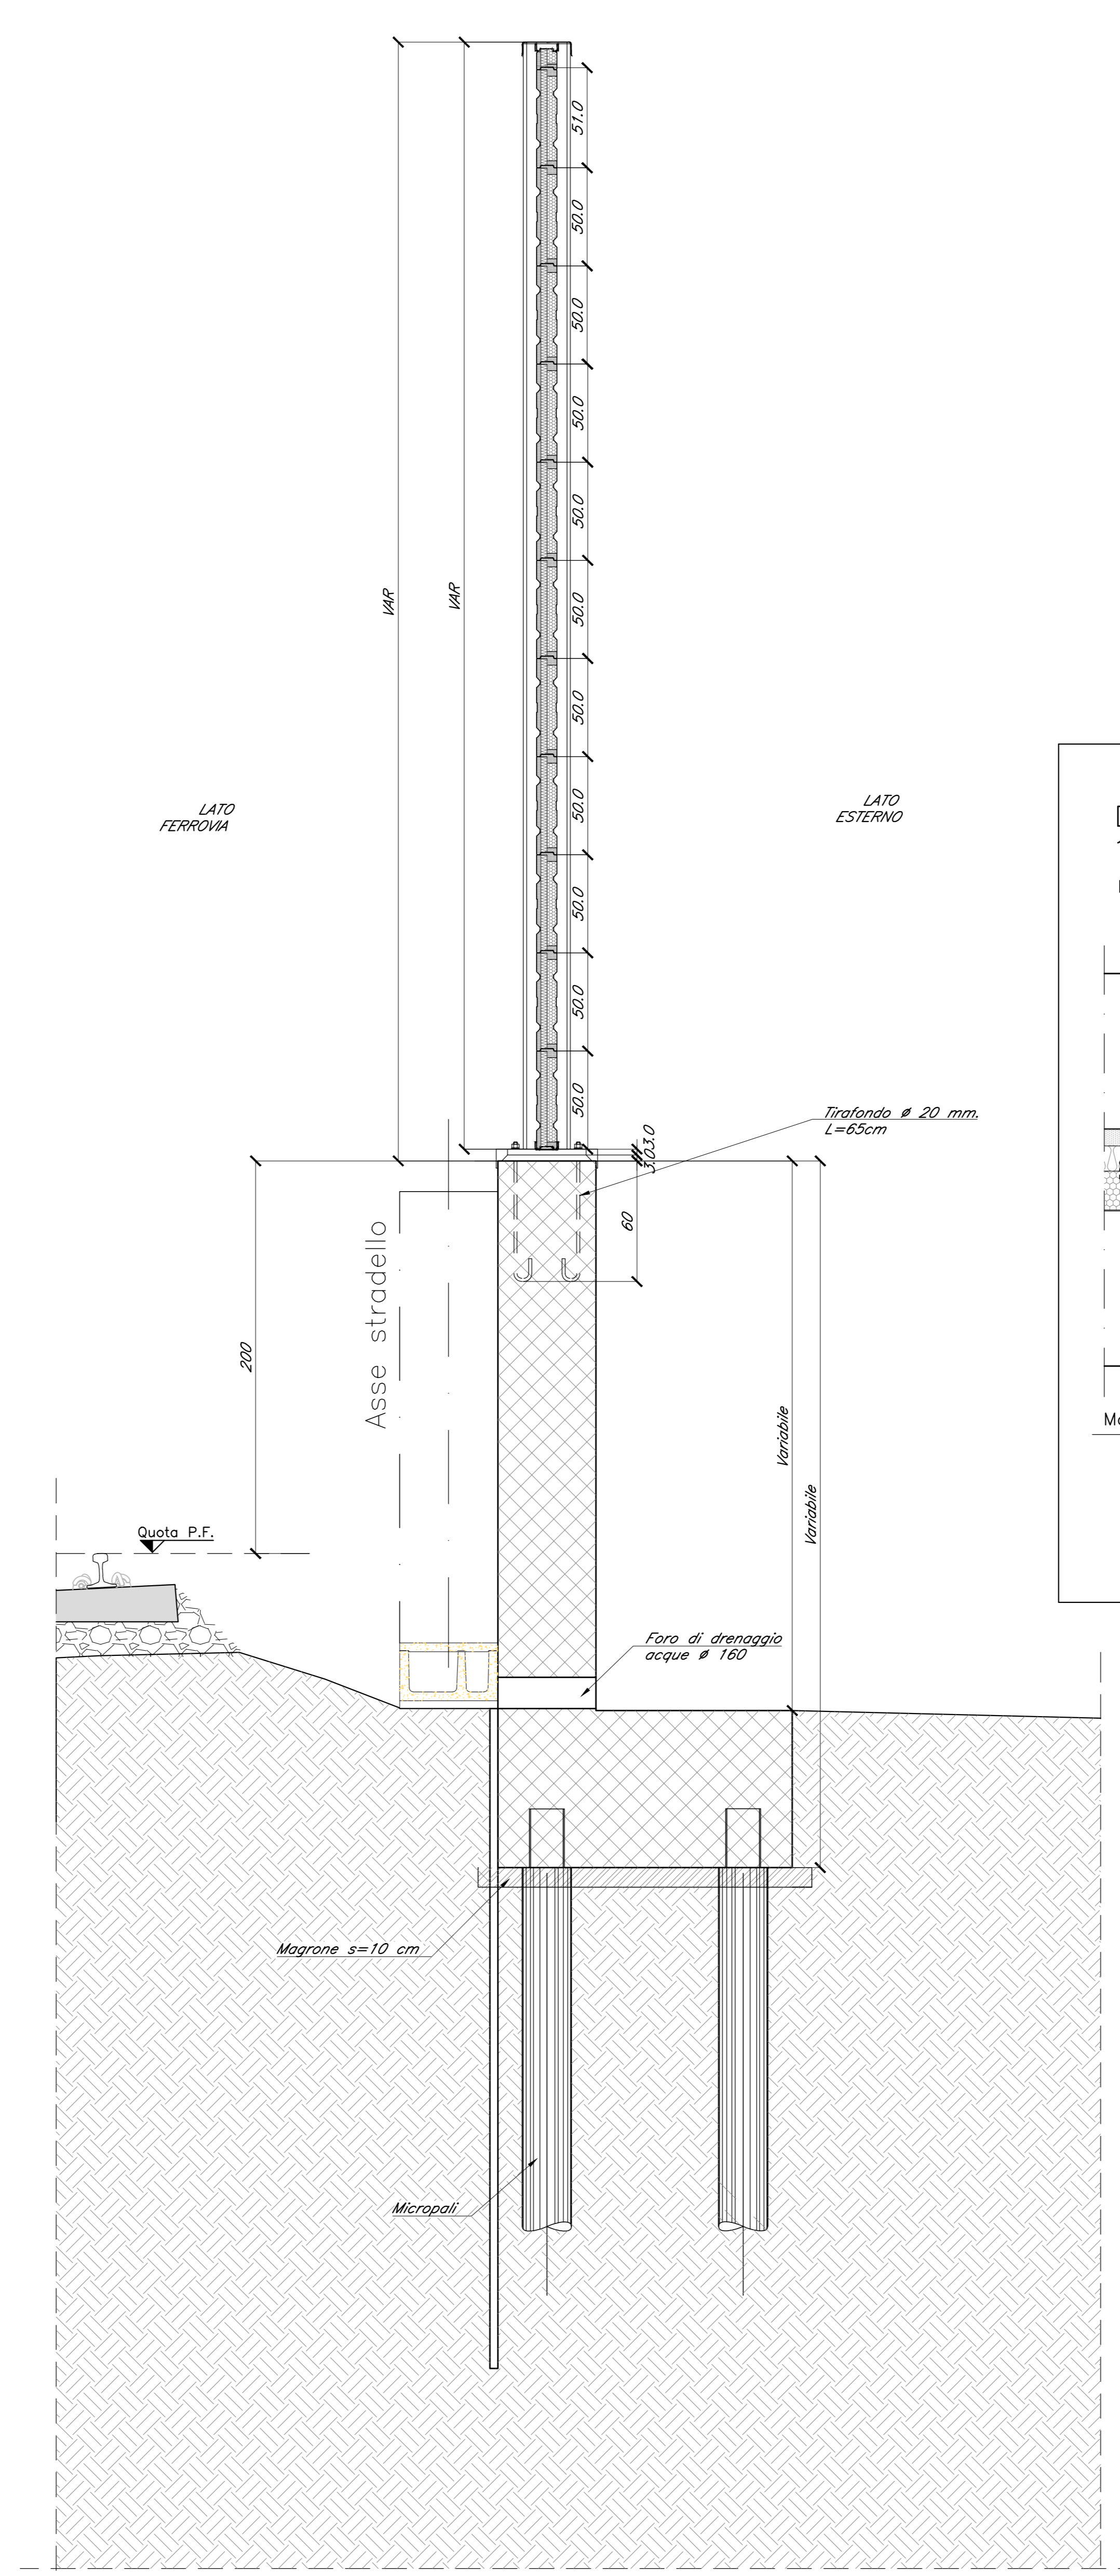 51.0
50.0
50.0
50.0
50.0
50.0
50.0
50.0
50.0
50.0
50.0
VAR
VAR
LATO
FERROVIA
LATO
ESTERNO
Tirafondo ø 20 mm.
L=65cm
3.0
3.0
60
200
Asse stradello
Variabile
Variabile
Quota P.F.
Foro di drenaggio
acque ø 160
Magrone s=10 cm
Micropali